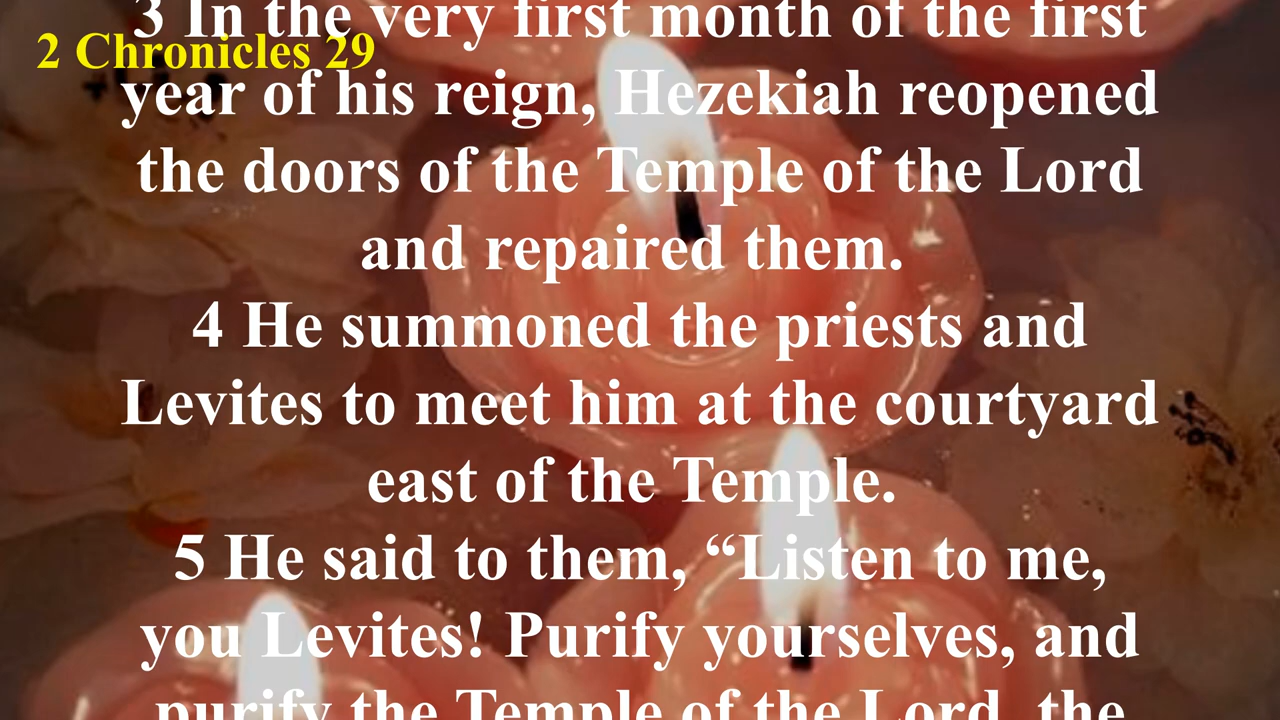 3 In the very first month of the first
2 Chronicles 29
year of his reign, Hezekiah reopened
the doors of the Temple of the Lord
and repaired them.
4 He summoned the priests and
Levites to meet him at the courtyard
east of the Temple.
5 He said to them, “Listen to me,
you Levites! Purify yourselves, and
purify the Temple of the Lord, the